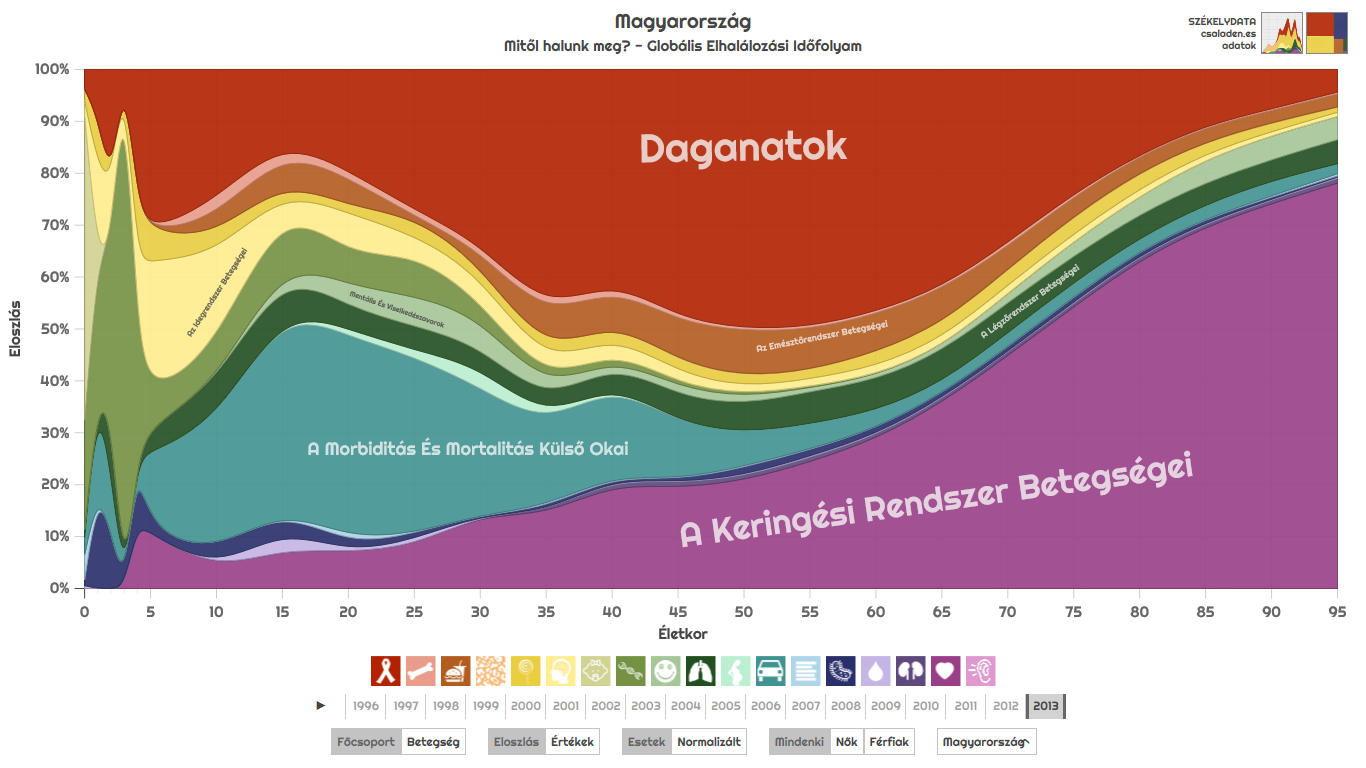 Magyarország
Mitől halunk meg? - Globális Elhalálozási Időfolyam
SZÉKELYDATA
csaladen.es
adatok
100%
90%
80%
70%
60%
50%
40%
30%
20%
10%
0%
Eloszlás
Daganatok
Az Idegrendszer Betegségei
Mentális És Viselkedészavarok
Az Emésztőrendszer Betegségei
A Légzőrendszer Betegségei
A Morbiditás És Mortalitás Külső Okai
A Keringési Rendszer Betegségei
0 5 10 15 20 25 30 35 40 45 50 55 60 65 70 75 80 85 90 95
Életkor
1996 1997 1998 1999 2000 2001 2002 2003 2004 2005 2006 2007 2008 2009 2010 2011 2012 2013
Főcsoport Betegség Eloszlás Értékek Esetek Normalizált Mindenki Nők Férfiak Magyarország